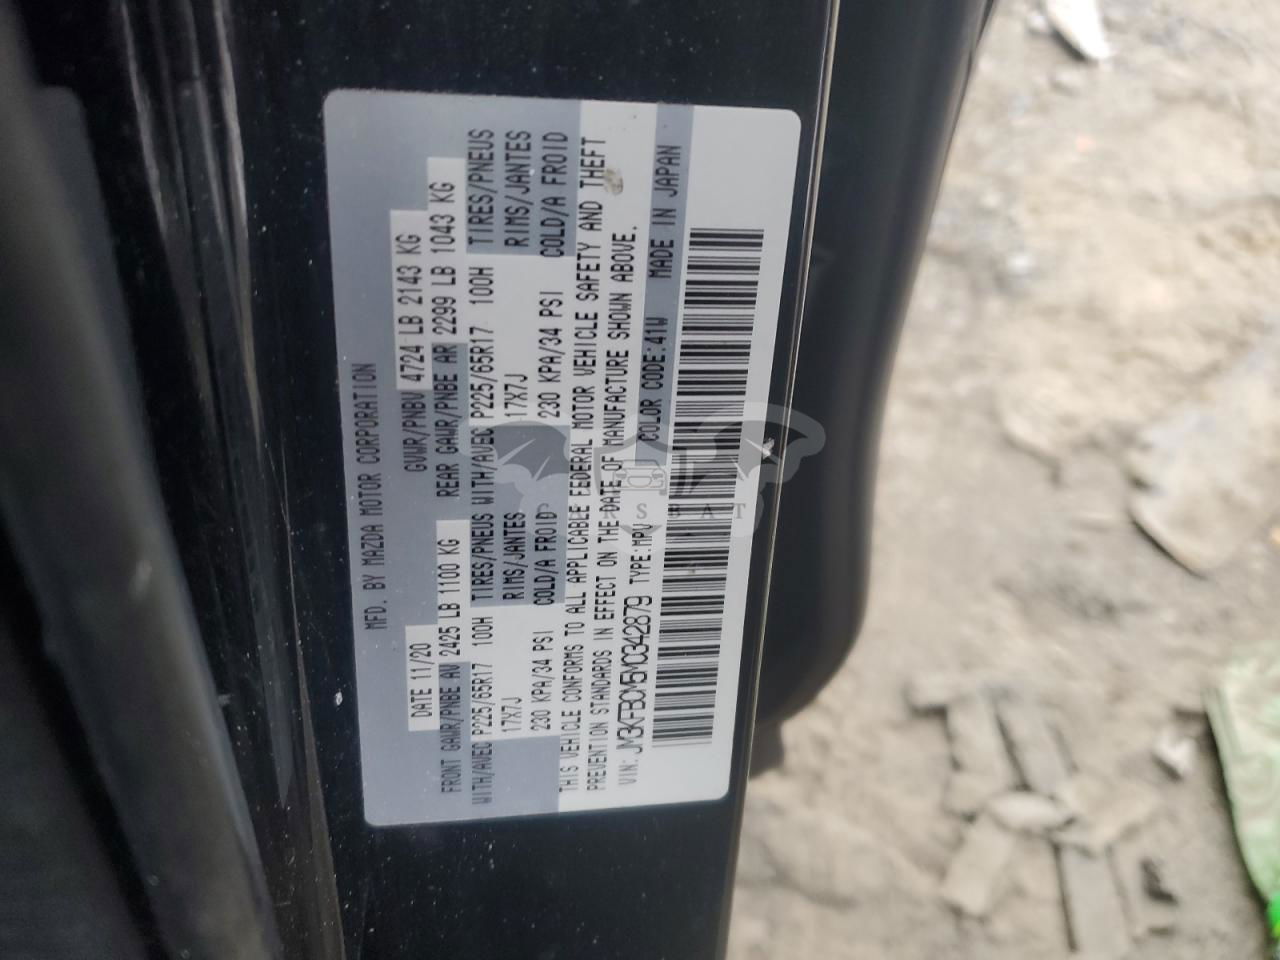 MFD. BY MAZDA MOTOR CORPORATION
DATE 11/20 GVWR/PNBV 4724 LB 2143 KG
FRONT GAWR/PNBE AV 2425 LB 1100 KG REAR GAWR/PNBE AR 2299 LB 1043 KG
WITH/AVEC P225/65R17 100H TIRES/PNEUS WITH/AVEC P225/65R17 100H TIRES/PNEUS
17X7J RIMS/JANTES 17X7J RIMS/JANTES
230 KPA/34 PSI COLD/A FROID 230 KPA/34 PSI COLD/A FROID
THIS VEHICLE CONFORMS TO ALL APPLICABLE FEDERAL MOTOR VEHICLE SAFETY AND THEFT
PREVENTION STANDARDS IN EFFECT ON THE DATE OF MANUFACTURE SHOWN ABOVE.
VIN: JM3KFBCM5M0342879 TYPE:MPV COLOR CODE:41W MADE IN JAPAN